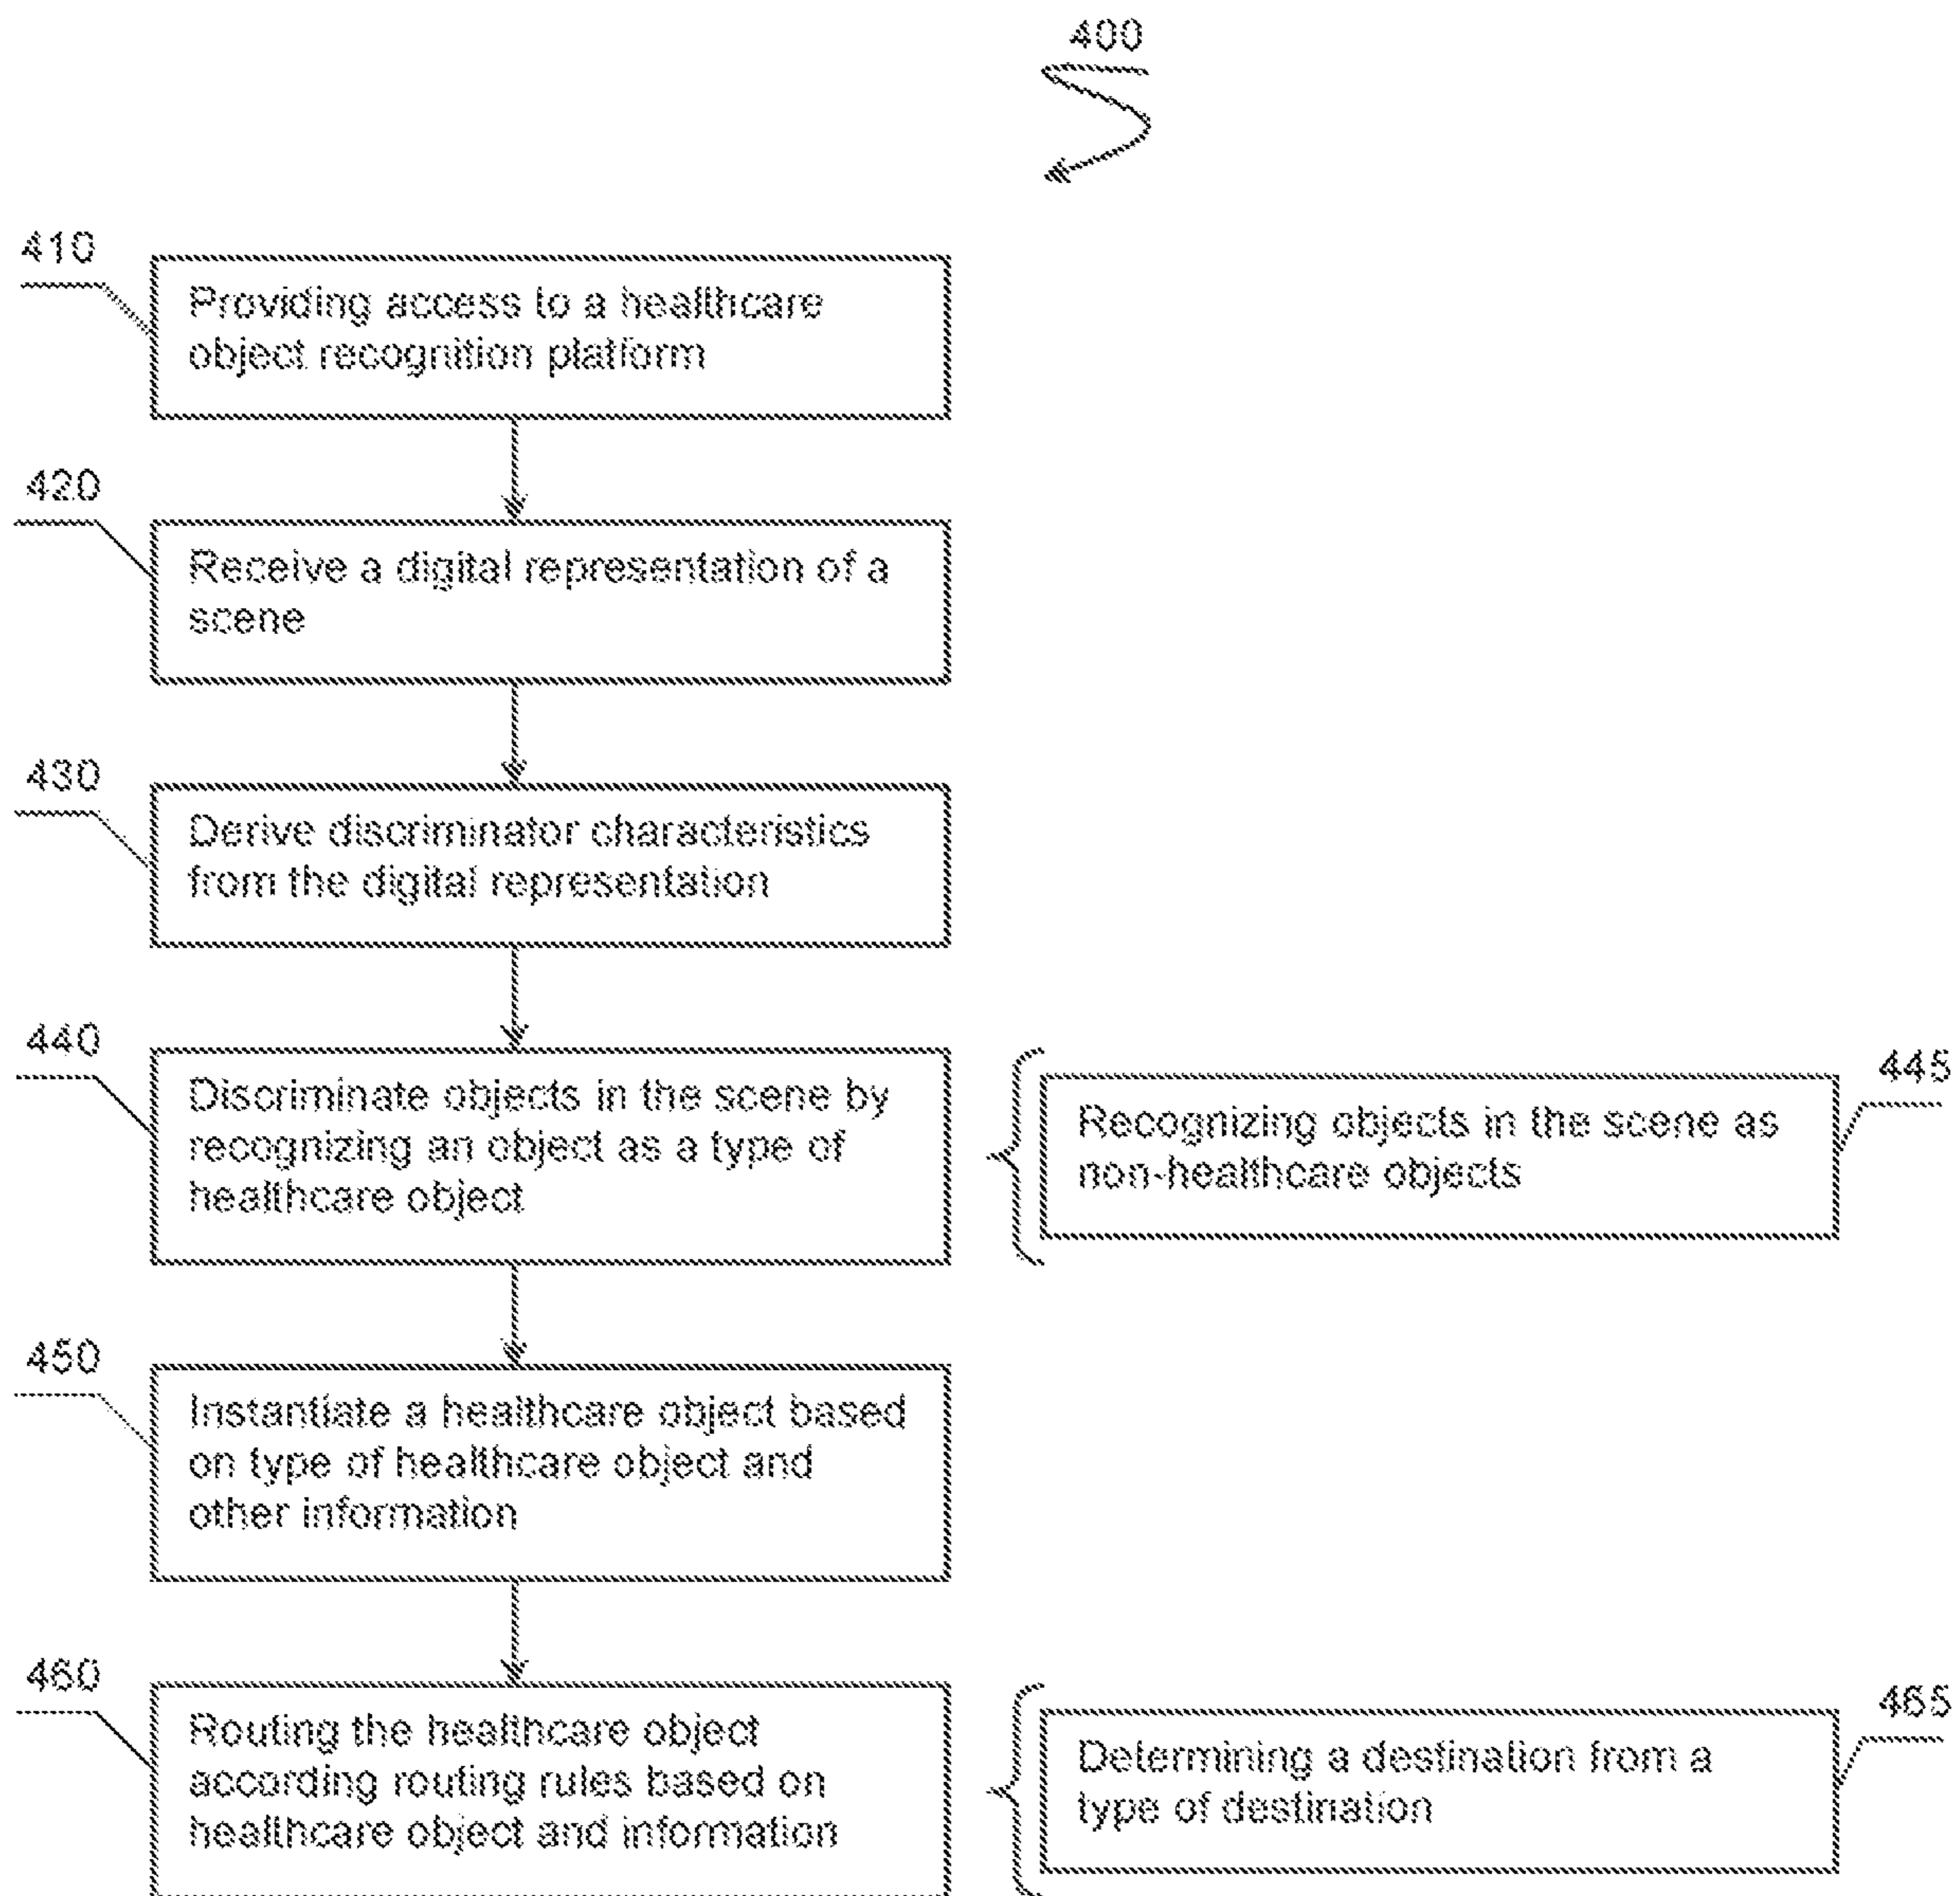 400
410
Providing access to a healthcare
object recognition platform
420
Receive a digital representation of a
scene
430
Derive discriminator characteristics
from the digital representation
440
Discriminate objects in the scene by
recognizing an object as a type of
healthcare object
445
Recognizing objects in the scene as
non-healthcare objects
450
Instantiate a healthcare object based
on type of healthcare object and
other information
460
Routing the healthcare object
according routing rules based on
healthcare object and information
465
Determining a destination from a
type of destination